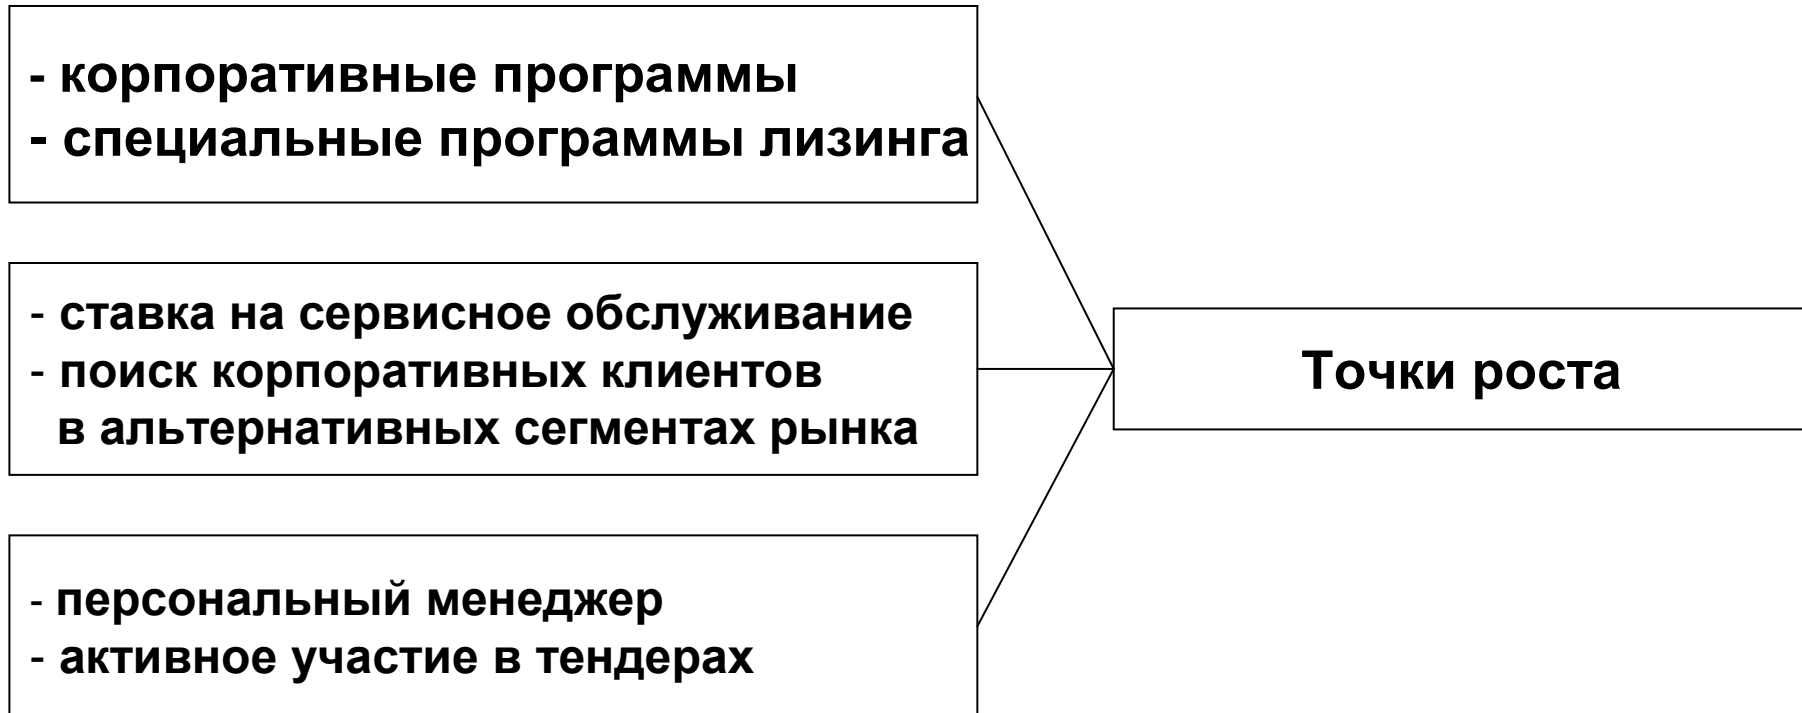 - корпоративные программы
- специальные программы лизинга
- ставка на сервисное обслуживание
- поиск корпоративных клиентов
в альтернативных сегментах рынка
Точки роста
- персональный менеджер
- активное участие в тендерах